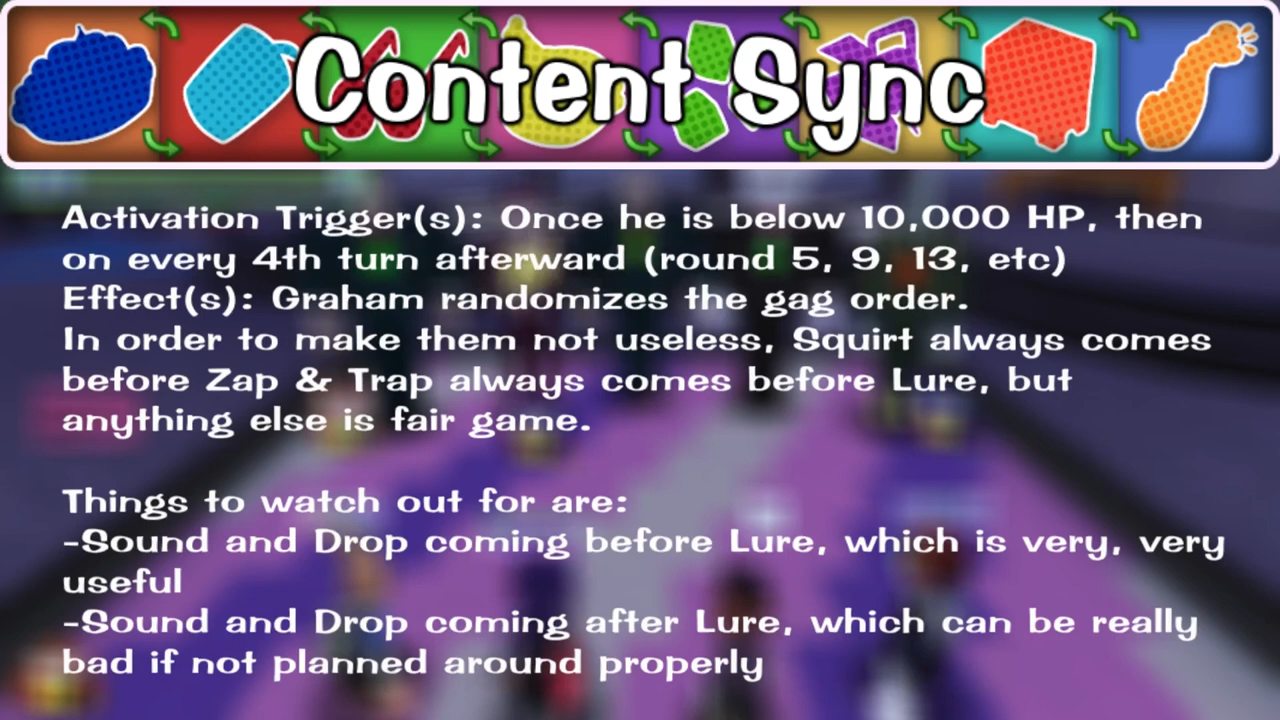 Content Sync
Activation Trigger(s): Once he is below 10,000 HP, then
on every 4th turn afterward (round 5, 9, 13, etc)
Effect(s): Graham randomizes the gag order.
In order to make them not useless, Squirt always comes
before Zap & Trap always comes before Lure, but
anything else is fair game.
Things to watch out for are:
-Sound and Drop coming before Lure, which is very, very
useful
-Sound and Drop coming after Lure, which can be really
bad if not planned around properly